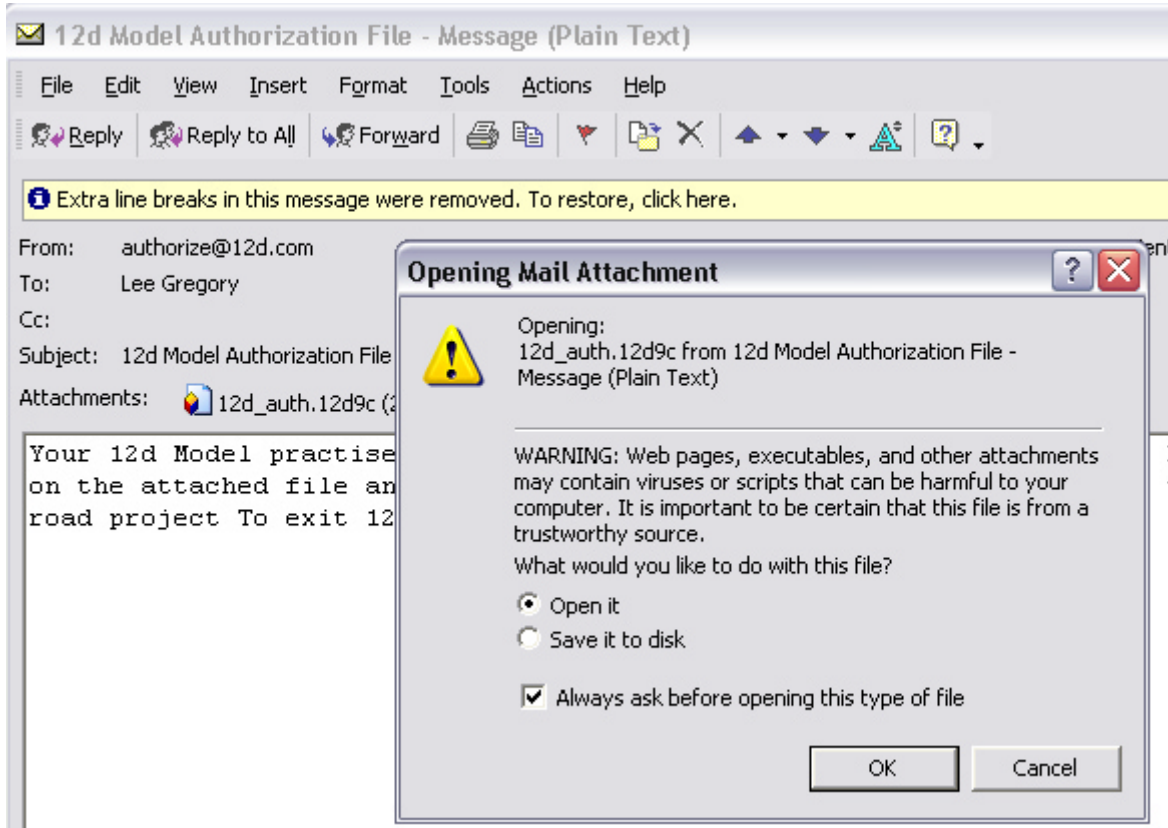 12d Model Authorization File - Message (Plain Text)
File Edit View Insert Format Tools Actions Help
Reply Reply to All Forward
Extra line breaks in this message were removed. To restore, click here.
From: authorize@12d.com
To: Lee Gregory
Cc:
Subject: 12d Model Authorization File
Attachments: 12d_auth.12d9c
Your 12d Model practise
on the attached file an
road project To exit 12
Opening Mail Attachment
Opening:
12d_auth.12d9c from 12d Model Authorization File -
Message (Plain Text)
WARNING: Web pages, executables, and other attachments
may contain viruses or scripts that can be harmful to your
computer. It is important to be certain that this file is from a
trustworthy source.
What would you like to do with this file?
Open it
Save it to disk
Always ask before opening this type of file
OK Cancel